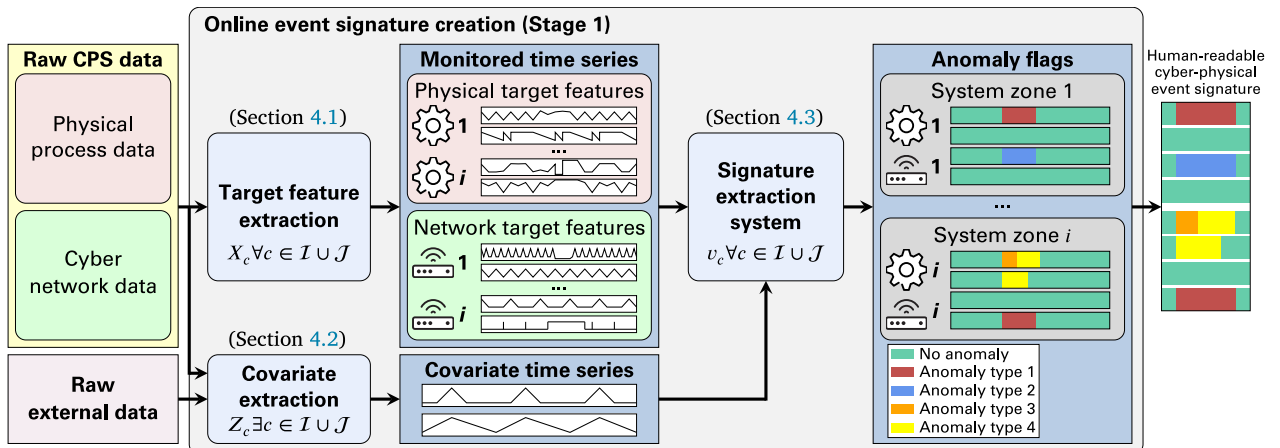 Online event signature creation (Stage 1)
Raw CPS data
Physical
process data
Cyber
network data
Raw
external data
(Section 4.1)
Target feature
extraction
X_c ∀c ∈ I ∪ J
(Section 4.2)
Covariate
extraction
Z_c ∃c ∈ I ∪ J
Monitored time series
Physical target features
1
...
i
Network target features
1
...
i
Covariate time series
(Section 4.3)
Signature
extraction
system
v_c ∀c ∈ I ∪ J
Anomaly flags
System zone 1
1
1
...
System zone i
i
i
No anomaly
Anomaly type 1
Anomaly type 2
Anomaly type 3
Anomaly type 4
Human-readable
cyber-physical
event signature